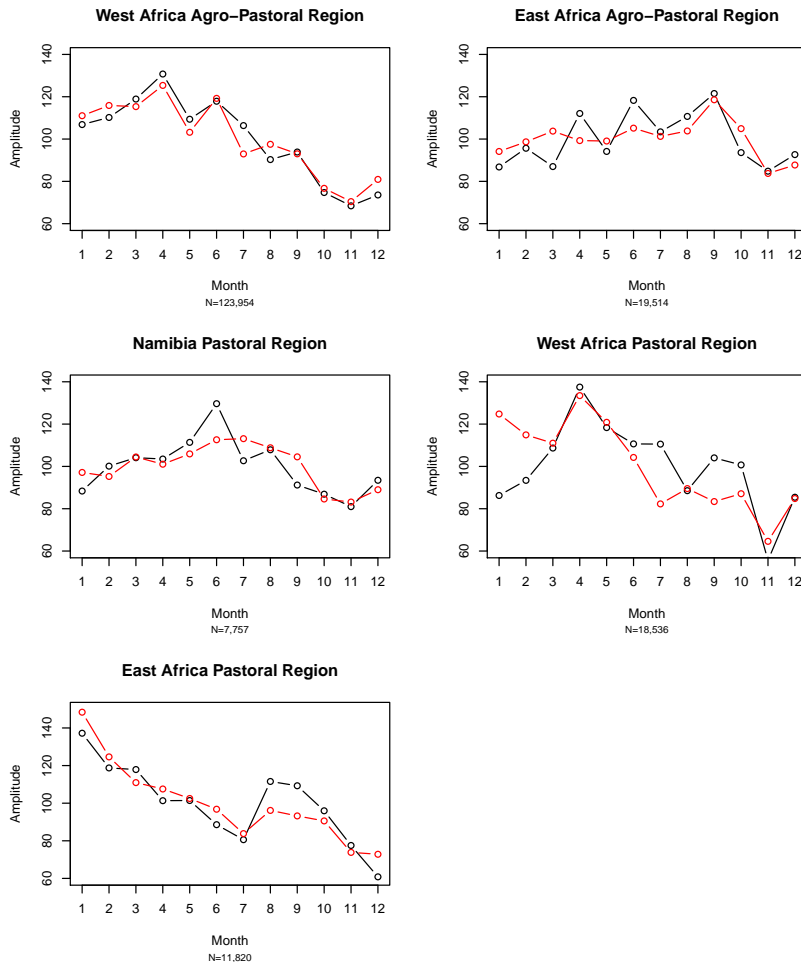 West Africa Agro−Pastoral Region
Amplitude
140
120
100
80
60
1 2 3 4 5 6 7 8 9 10 11 12
Month
N=123,954
East Africa Agro−Pastoral Region
Amplitude
140
120
100
80
60
1 2 3 4 5 6 7 8 9 10 11 12
Month
N=19,514
Namibia Pastoral Region
Amplitude
140
120
100
80
60
1 2 3 4 5 6 7 8 9 10 11 12
Month
N=7,757
West Africa Pastoral Region
Amplitude
140
120
100
80
60
1 2 3 4 5 6 7 8 9 10 11 12
Month
N=18,536
East Africa Pastoral Region
Amplitude
140
120
100
80
60
1 2 3 4 5 6 7 8 9 10 11 12
Month
N=11,820